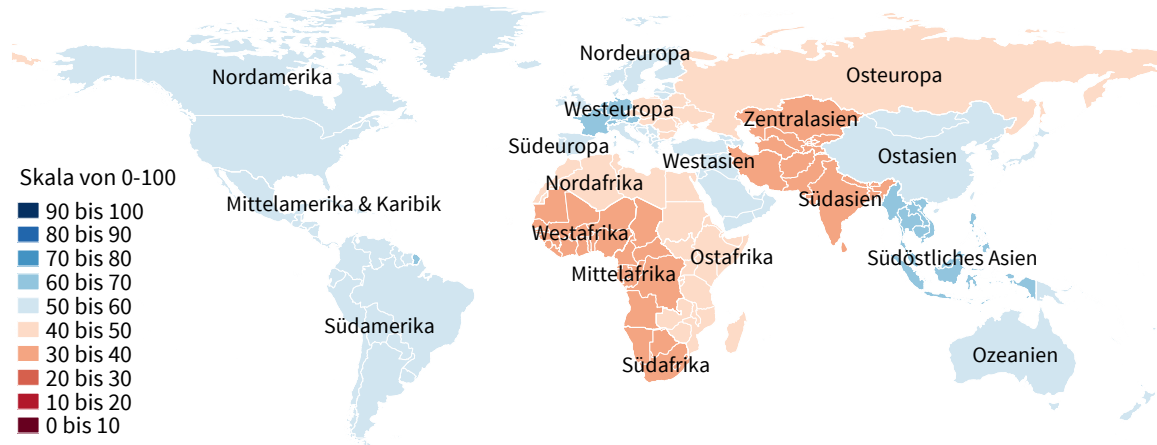 Nordeuropa
Nordamerika
Osteuropa
Westeuropa
Zentralasien
Südeuropa
Westasien
Ostasien
Nordafrika
Südasien
Mittelamerika & Karibik
Westafrika
Ostafrika
Südöstliches Asien
Mittelafrika
Südamerika
Südafrika
Ozeanien
Skala von 0-100
90 bis 100
80 bis 90
70 bis 80
60 bis 70
50 bis 60
40 bis 50
30 bis 40
20 bis 30
10 bis 20
0 bis 10